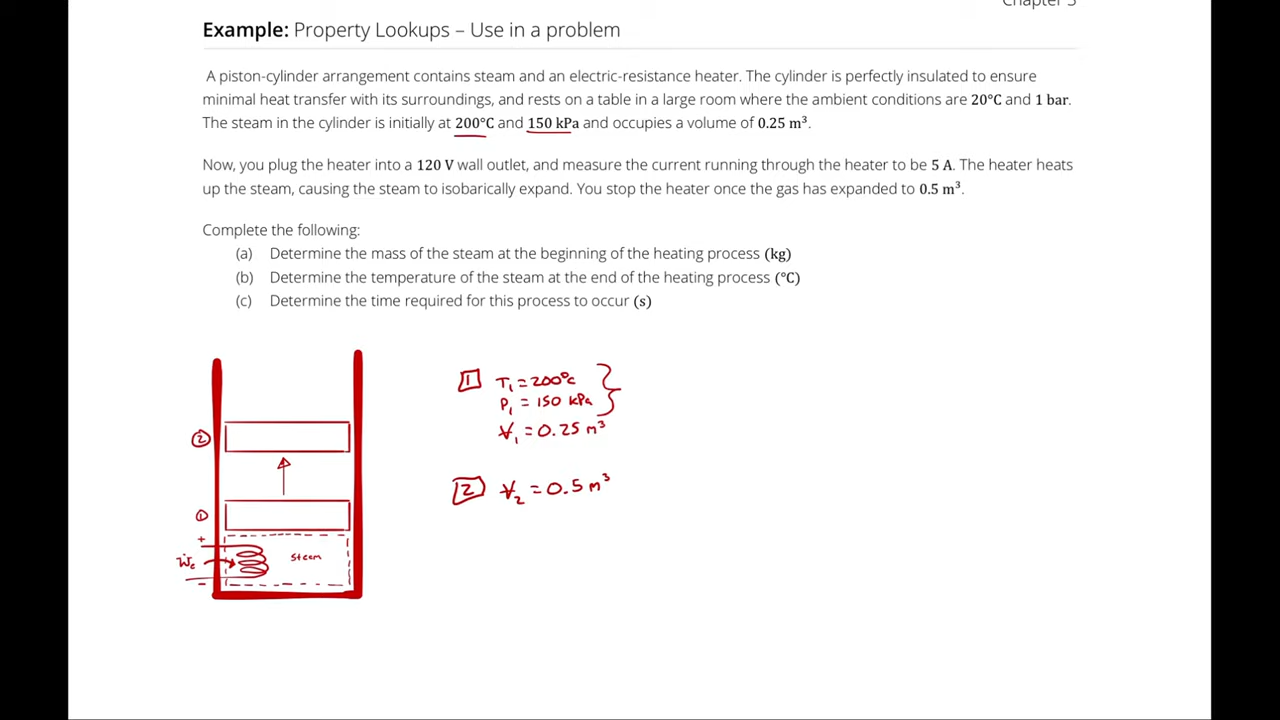 Chapter 3
Example: Property Lookups – Use in a problem
A piston-cylinder arrangement contains steam and an electric-resistance heater. The cylinder is perfectly insulated to ensure
minimal heat transfer with its surroundings, and rests on a table in a large room where the ambient conditions are 20°C and 1 bar.
The steam in the cylinder is initially at 200°C and 150 kPa and occupies a volume of 0.25 m³.
Now, you plug the heater into a 120 V wall outlet, and measure the current running through the heater to be 5 A. The heater heats
up the steam, causing the steam to isobarically expand. You stop the heater once the gas has expanded to 0.5 m³.
Complete the following:
(a) Determine the mass of the steam at the beginning of the heating process (kg)
(b) Determine the temperature of the steam at the end of the heating process (°C)
(c) Determine the time required for this process to occur (s)
1 T₁ = 200°C
P₁ = 150 kPa
V₁ = 0.25 m³
2 V₂ = 0.5 m³
2
1
+
Ẇe
steam
-